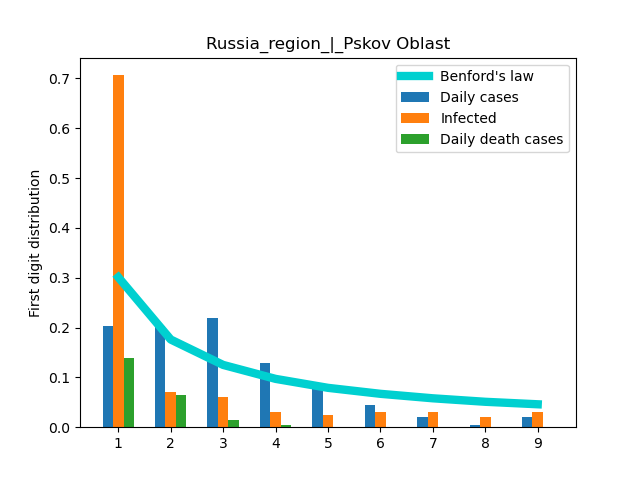 Russia_region_|_Pskov Oblast
First digit distribution
0.7
0.6
0.5
0.4
0.3
0.2
0.1
0.0
1 2 3 4 5 6 7 8 9
Benford's law
Daily cases
Infected
Daily death cases